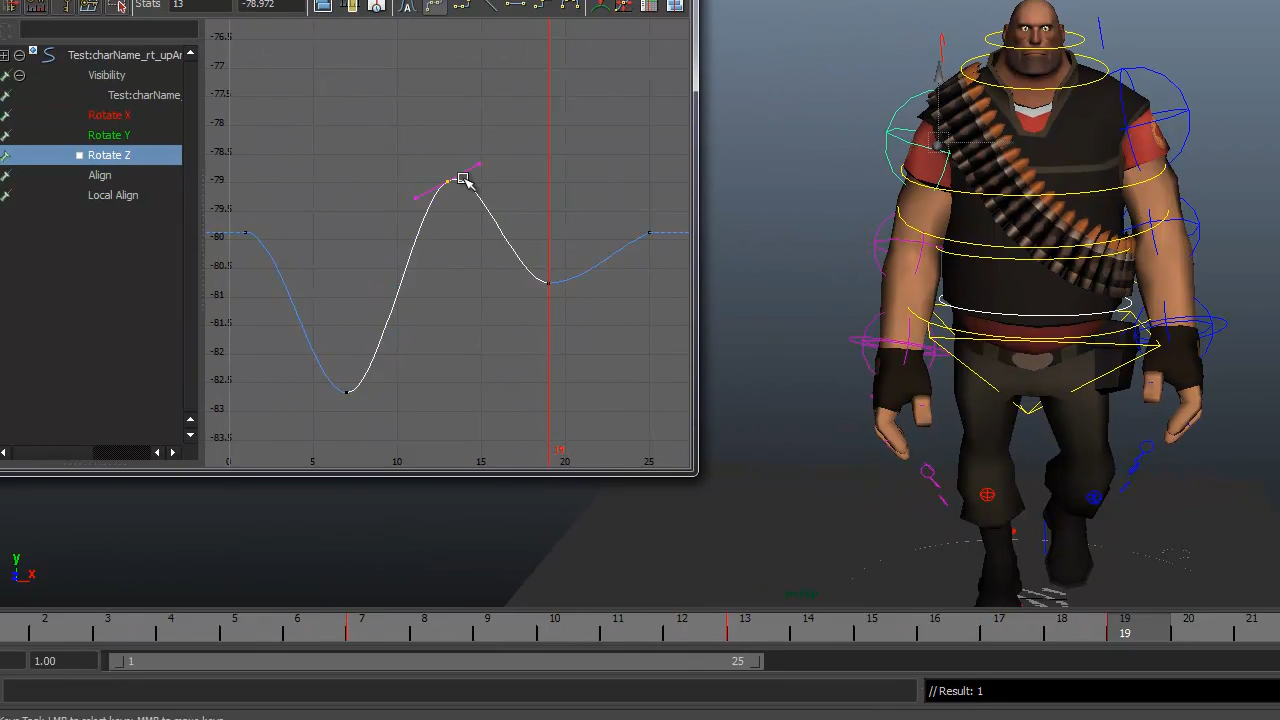 Stats 13 -78.972
Test:charName_rt_upAr
Visibility
Test:charName_
Rotate X
Rotate Y
Rotate Z
Align
Local Align
-76.5
-77
-77.5
-78
-78.5
-79
-79.5
-80
-80.5
-81
-81.5
-82
-82.5
-83
-83.5
0 5 10 15 20 25
19
y
z x
persp
2 3 4 5 6 7 8 9 10 11 12 13 14 15 16 17 18 19 20 21
19
1.00 1 25
// Result: 1